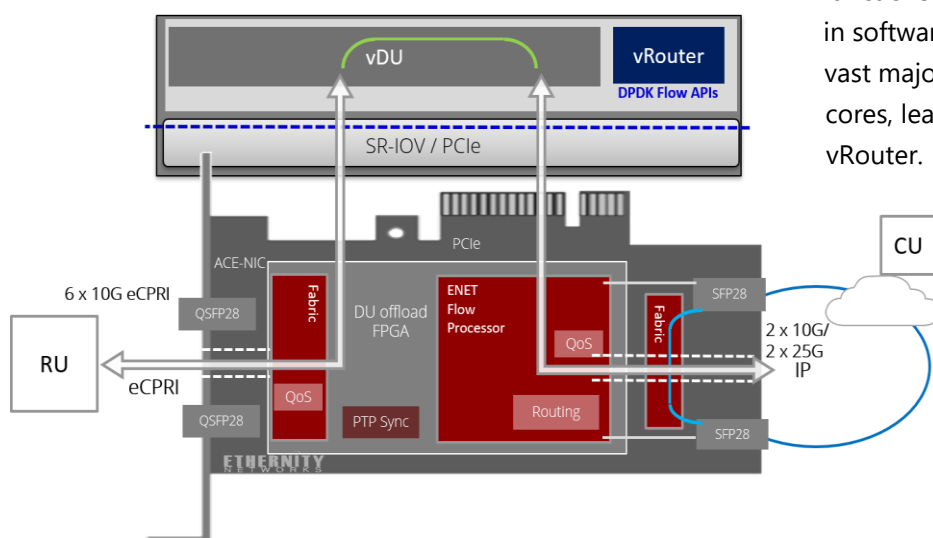 in software
vast majo
cores, lea
vRouter.
vDU
vRouter
DPDK Flow APIs
SR-IOV / PCIe
PCIe
ACE-NIC
CU
6 x 10G eCPRI
QSFP28
Fabric
DU offload
FPGA
ENET
Flow
Processor
SFP28
Fabric
2 x 10G/
2 x 25G
IP
RU
eCPRI
QoS
QoS
QSFP28
PTP Sync
Routing
SFP28
ETHERNITY
NETWORKS